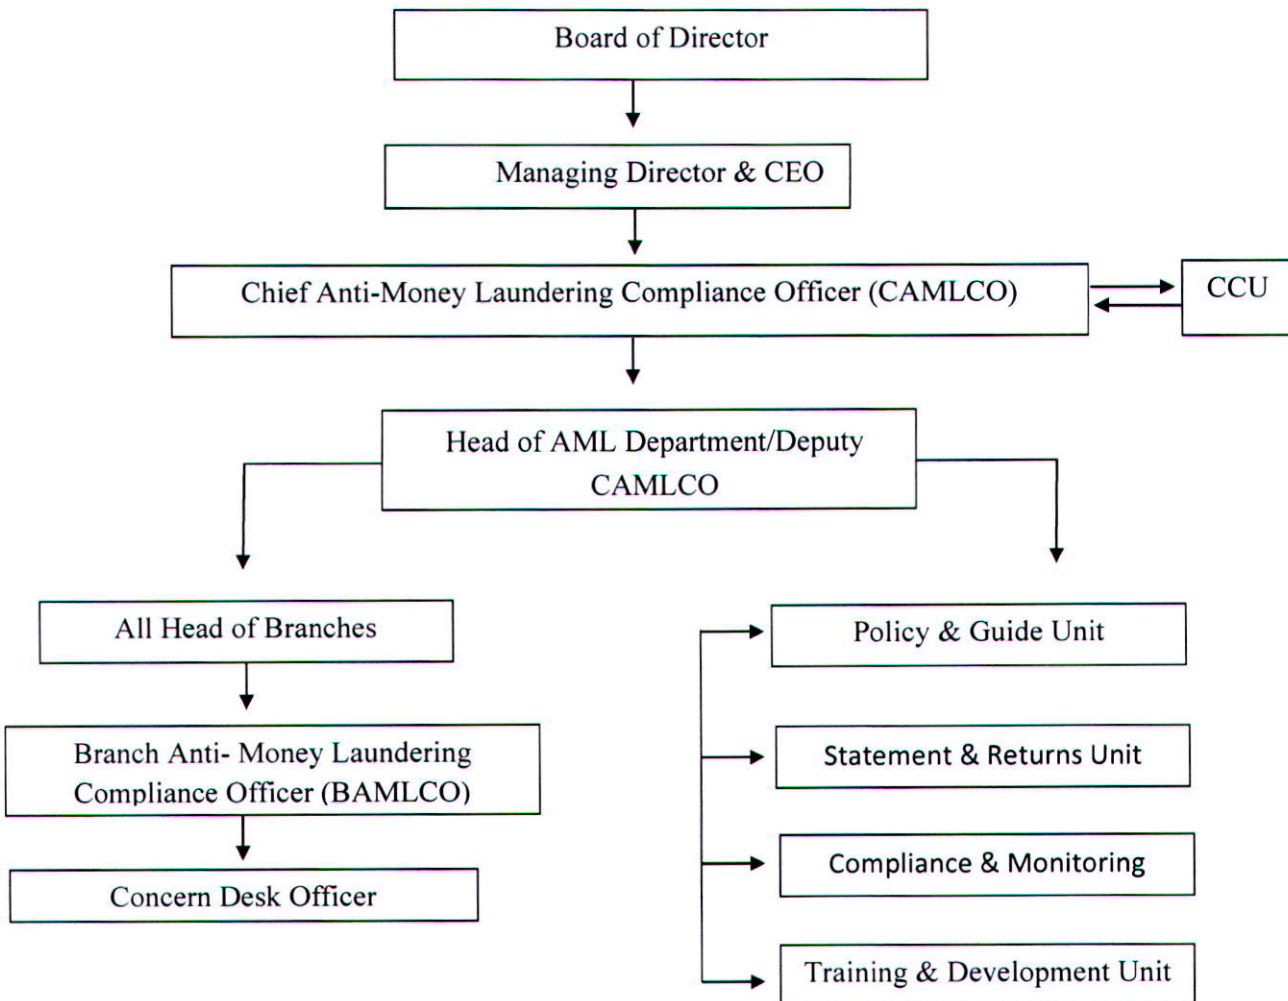 Board of Director
Managing Director & CEO
Chief Anti-Money Laundering Compliance Officer (CAMLCO)
CCU
Head of AML Department/Deputy
CAMLCO
All Head of Branches
Policy & Guide Unit
Branch Anti- Money Laundering
Compliance Officer (BAMLCO)
Statement & Returns Unit
Concern Desk Officer
Compliance & Monitoring
Training & Development Unit